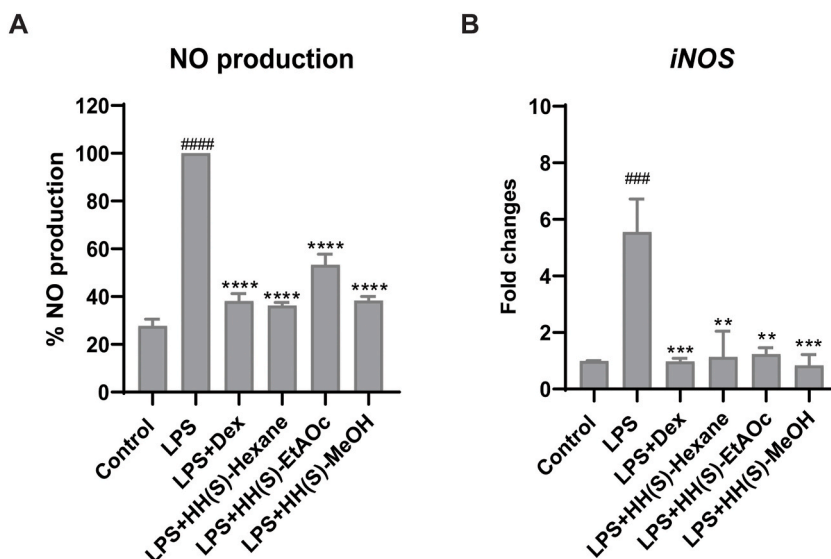 A
NO production
% NO production
120
100
80
60
40
20
0
####
****
****
****
****
Control
LPS
LPS+Dex
LPS+HH(S)-Hexane
LPS+HH(S)-EtAOc
LPS+HH(S)-MeOH
B
iNOS
Fold changes
10
8
6
4
2
0
###
***
**
**
***
Control
LPS
LPS+Dex
LPS+HH(S)-Hexane
LPS+HH(S)-EtAOc
LPS+HH(S)-MeOH